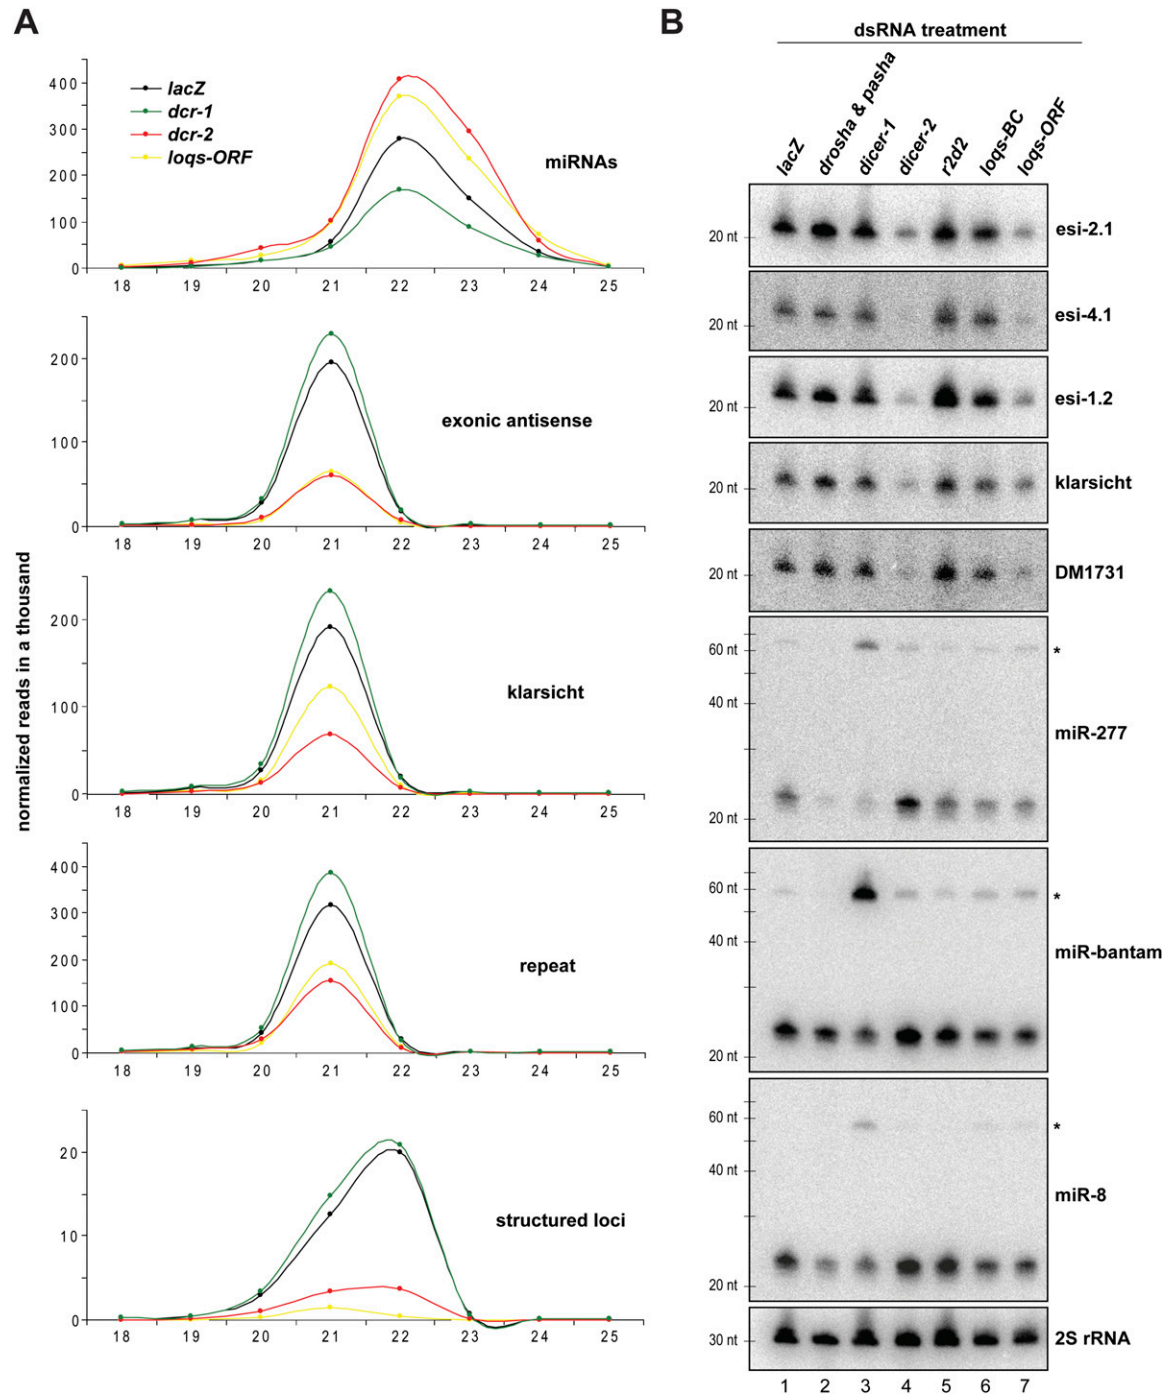 A
normalized reads in a thousand
lacZ
dcr-1
dcr-2
loqs-ORF
miRNAs
400
300
200
100
0
18 19 20 21 22 23 24 25
exonic antisense
200
100
0
18 19 20 21 22 23 24 25
klarsicht
200
100
0
18 19 20 21 22 23 24 25
repeat
400
300
200
100
0
18 19 20 21 22 23 24 25
structured loci
20
10
0
18 19 20 21 22 23 24 25
B
dsRNA treatment
lacZ
drosha & pasha
dicer-1
dicer-2
r2d2
loqs-BC
loqs-ORF
20 nt esi-2.1
20 nt esi-4.1
20 nt esi-1.2
20 nt klarsicht
20 nt DM1731
60 nt *
40 nt
miR-277
20 nt
60 nt *
40 nt
miR-bantam
20 nt
60 nt *
40 nt
miR-8
20 nt
30 nt 2S rRNA
1 2 3 4 5 6 7